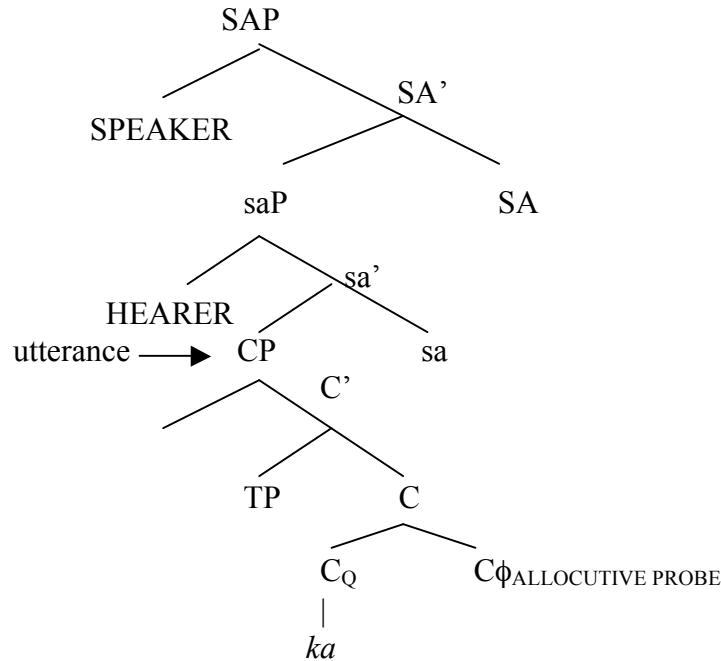 SAP
SA’
SPEAKER
saP SA
sa’
HEARER
utterance CP sa
C’
TP C
CQ CϕALLOCUTIVE PROBE
ka